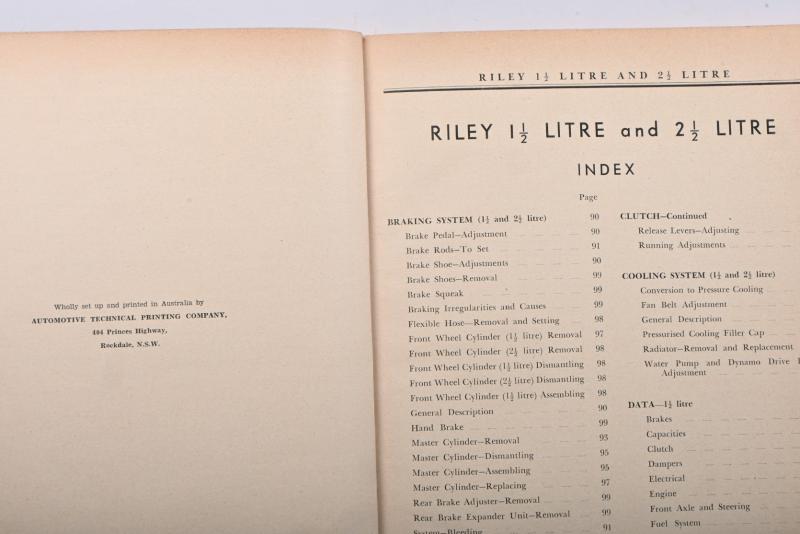 Wholly set up and printed in Australia by
AUTOMOTIVE TECHNICAL PRINTING COMPANY,
404 Princes Highway,
Rockdale, N.S.W.
RILEY 1½ LITRE AND 2½ LITRE
RILEY 1½ LITRE and 2½ LITRE
INDEX
Page
BRAKING SYSTEM (1½ and 2½ litre) 90
Brake Pedal—Adjustment 90
Brake Rods—To Set 91
Brake Shoe—Adjustments 90
Brake Shoes—Removal 99
Brake Squeak 99
Braking Irregularities and Causes 99
Flexible Hose—Removal and Setting 98
Front Wheel Cylinder (1½ litre) Removal 97
Front Wheel Cylinder (2½ litre) Removal 98
Front Wheel Cylinder (1½ litre) Dismantling 98
Front Wheel Cylinder (2½ litre) Dismantling 98
Front Wheel Cylinder (1½ litre) Assembling 98
General Description 90
Hand Brake 99
Master Cylinder—Removal 93
Master Cylinder—Dismantling 95
Master Cylinder—Assembling 95
Master Cylinder—Replacing 97
Rear Brake Adjuster—Removal 99
Rear Brake Expander Unit—Removal 99
System—Bleeding 91
CLUTCH—Continued
Release Levers—Adjusting
Running Adjustments
COOLING SYSTEM (1½ and 2½ litre)
Conversion to Pressure Cooling
Fan Belt Adjustment
General Description
Pressurised Cooling Filler Cap
Radiator—Removal and Replacement
Water Pump and Dynamo Drive
Adjustment
DATA—1½ litre
Brakes
Capacities
Clutch
Dampers
Electrical
Engine
Front Axle and Steering
Fuel System